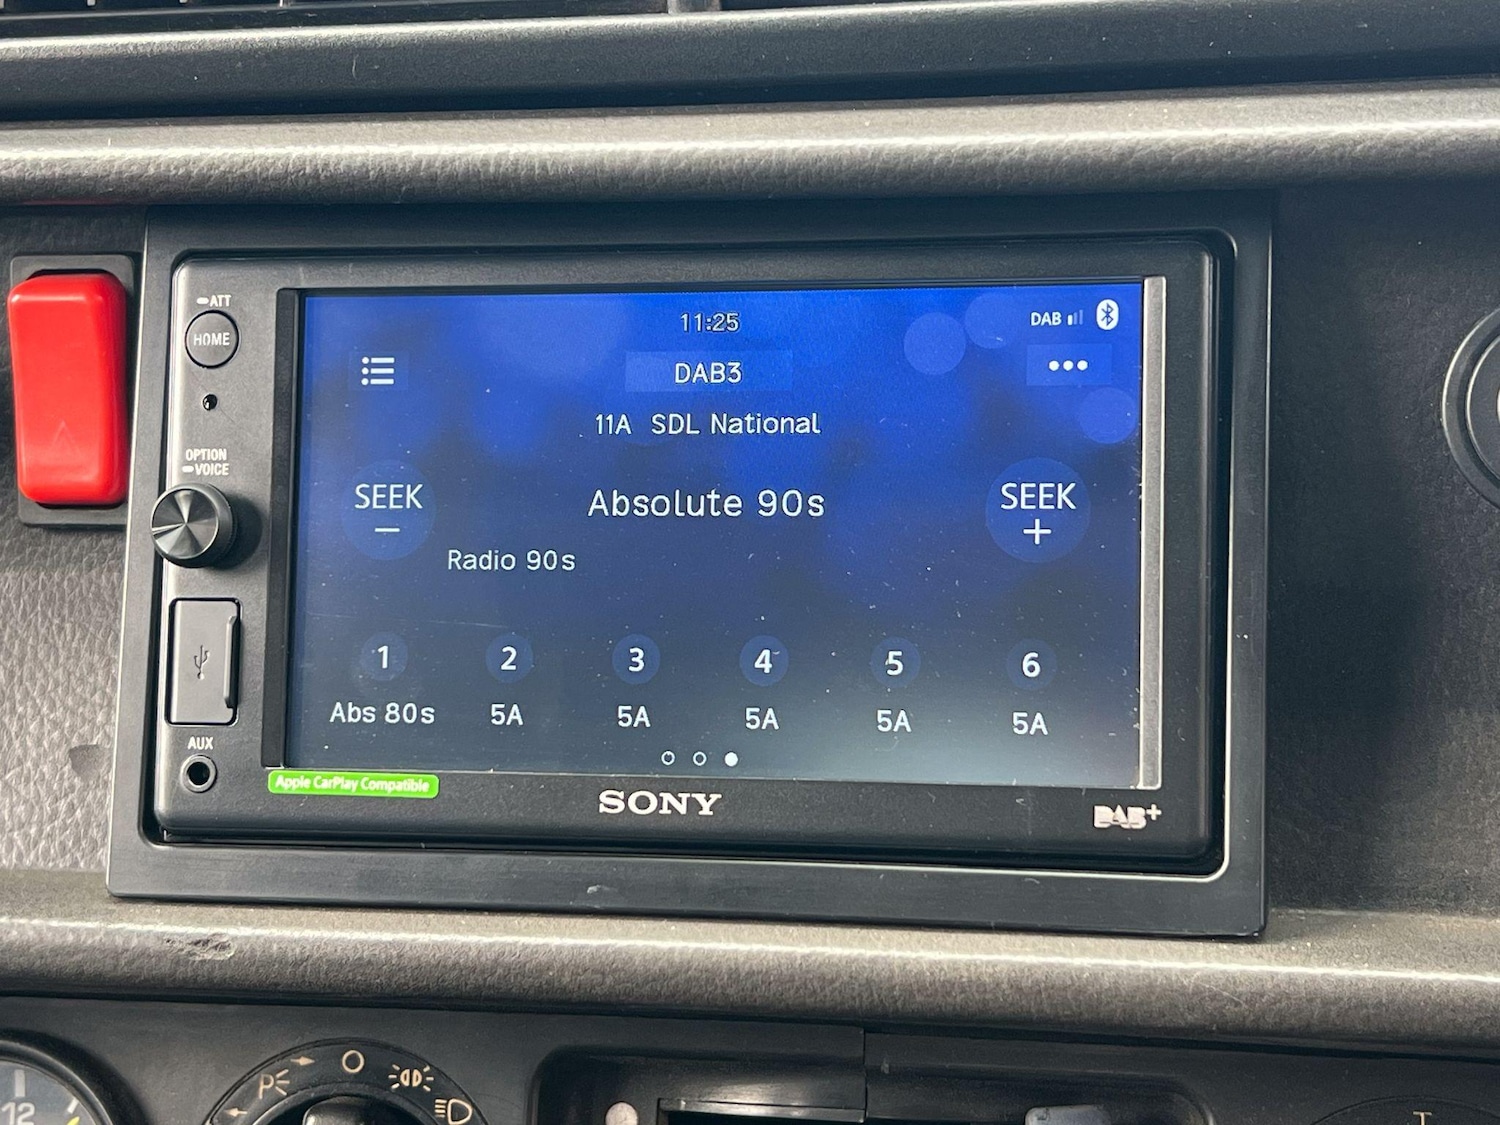 ATT
HOME
OPTION
VOICE
AUX
11:25
DAB
DAB3
11A SDL National
SEEK
−
Absolute 90s
SEEK
+
Radio 90s
1 2 3 4 5 6
Abs 80s 5A 5A 5A 5A 5A
Apple CarPlay Compatible
SONY
DAB+
P
12